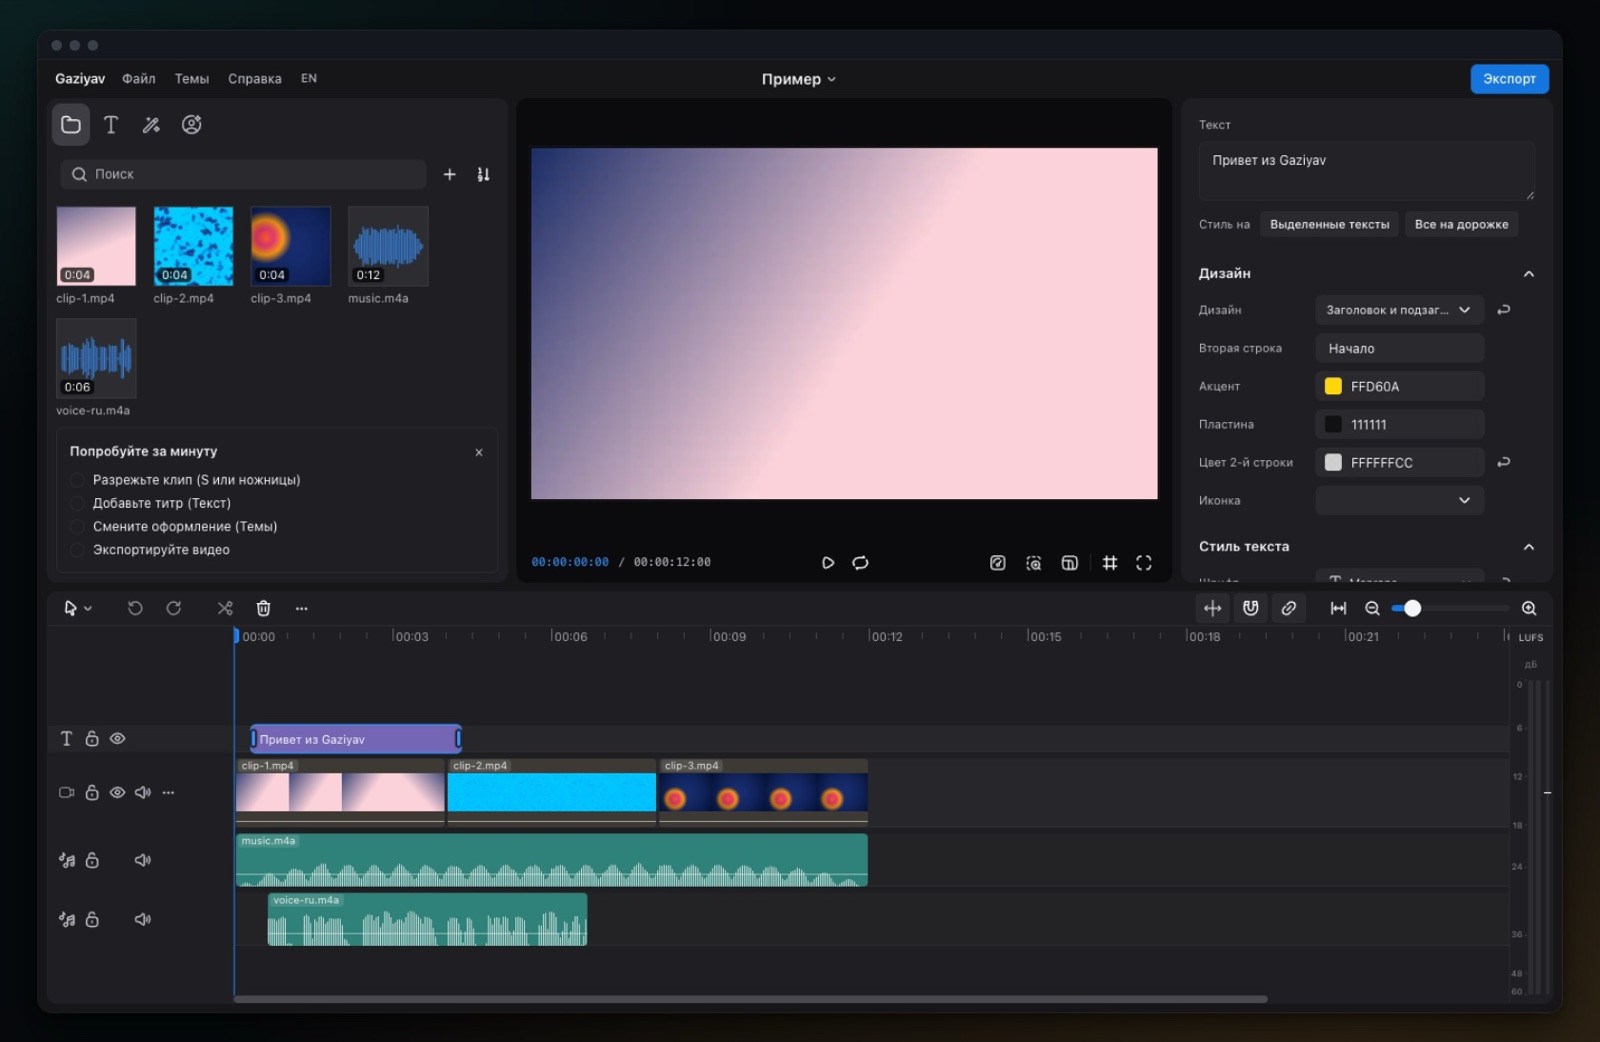 Gaziyav Файл Темы Справка EN
Пример
Экспорт
Поиск
0:04
0:04
0:04
0:12
clip-1.mp4
clip-2.mp4
clip-3.mp4
music.m4a
0:06
voice-ru.m4a
Попробуйте за минуту
Разрежьте клип (S или ножницы)
Добавьте титр (Текст)
Смените оформление (Темы)
Экспортируйте видео
00:00:00:00 / 00:00:12:00
Текст
Привет из Gaziyav
Стиль на Выделенные тексты Все на дорожке
Дизайн
Дизайн Заголовок и подзаг...
Вторая строка Начало
Акцент FFD60A
Пластина 111111
Цвет 2-й строки FFFFFFCC
Иконка
Стиль текста
00:00 00:03 00:06 00:09 00:12 00:15 00:18 00:21
LUFS
дБ
0
6
12
18
24
36
48
60
Привет из Gaziyav
clip-1.mp4 clip-2.mp4 clip-3.mp4
music.m4a
voice-ru.m4a